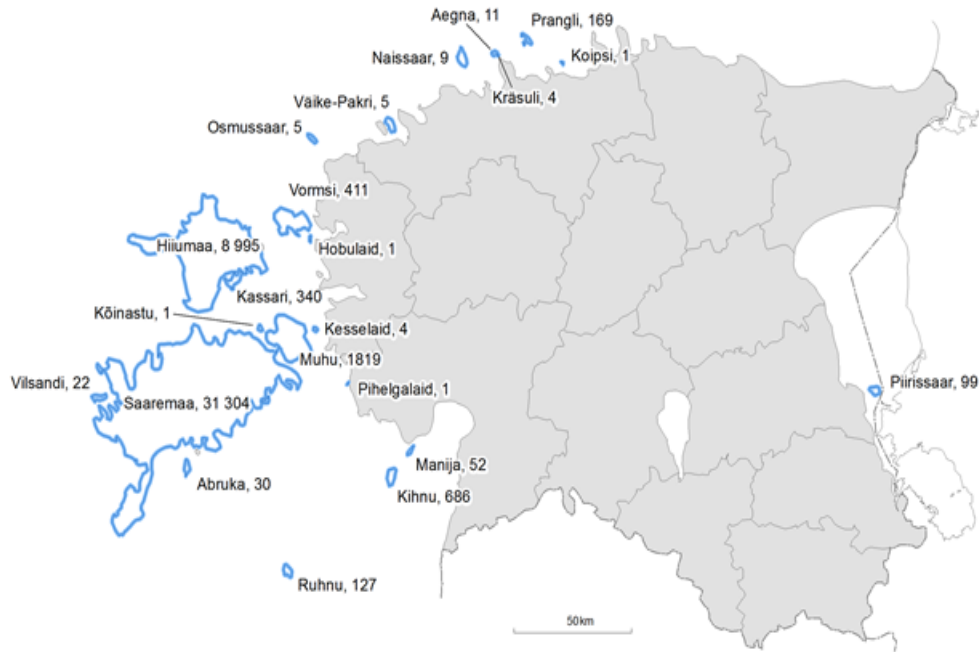 Aegna, 11
Prangli, 169
Naissaar, 9
Koipsi, 1
Kräsuli, 4
Väike-Pakri, 5
Osmussaar, 5
Vormsi, 411
Hiiumaa, 8 995
Hobulaid, 1
Kassari, 340
Kõinastu, 1
Kesselaid, 4
Muhu, 1819
Vilsandi, 22
Pihelgalaid, 1
Piirissaar, 99
Saaremaa, 31 304
Manija, 52
Abruka, 30
Kihnu, 686
Ruhnu, 127
50km